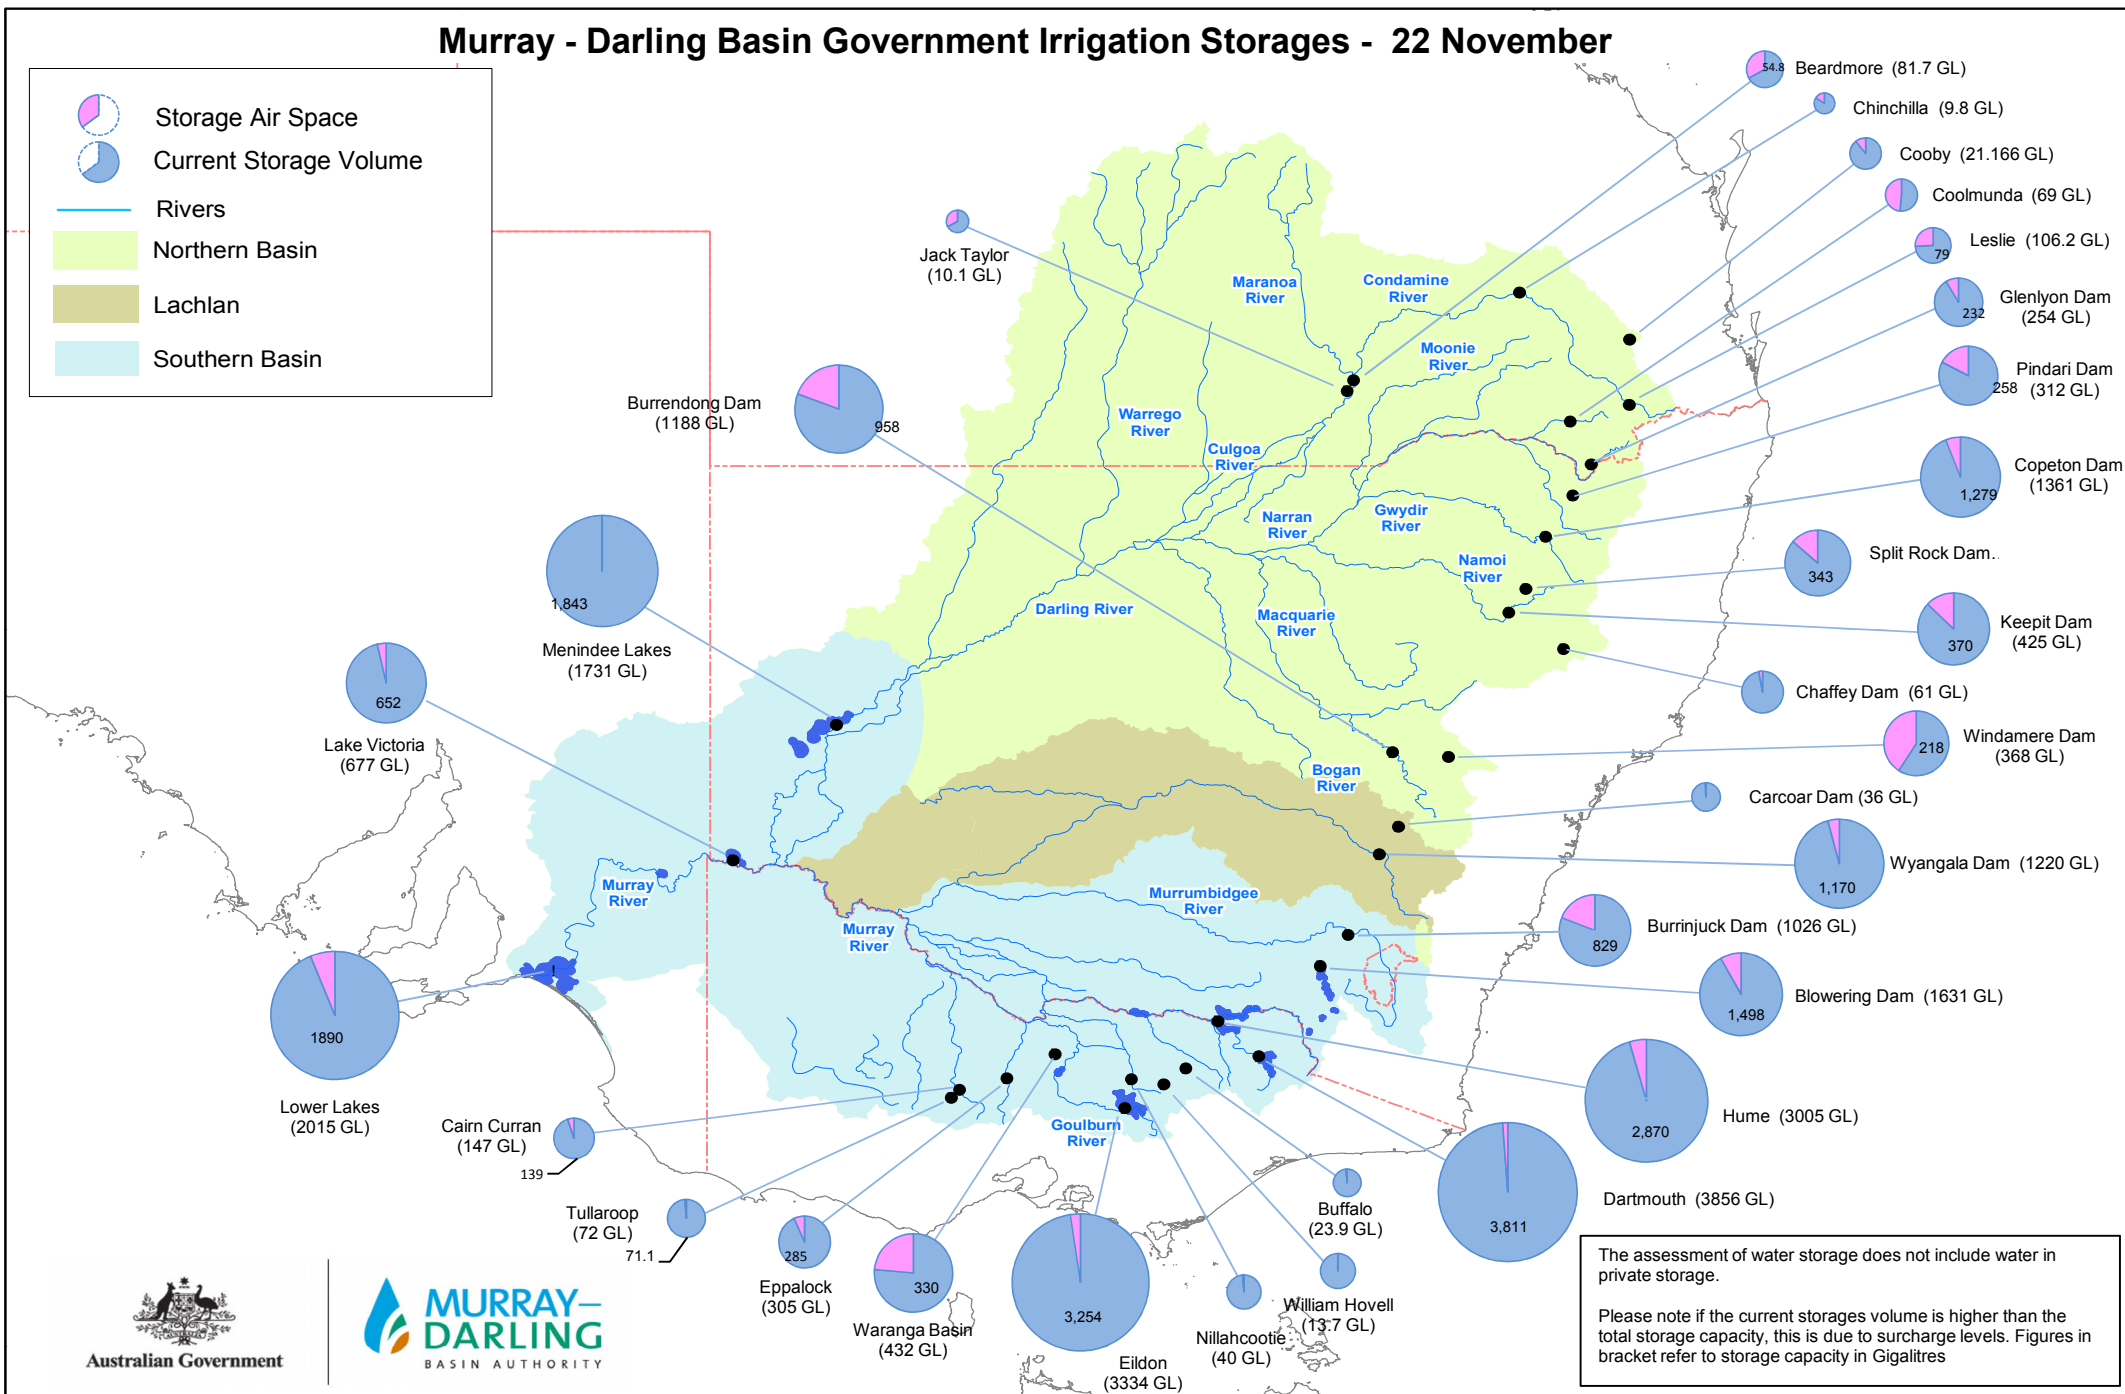 Murray - Darling Basin Government Irrigation Storages - 22 November
Storage Air Space
Current Storage Volume
Rivers
Northern Basin
Lachlan
Southern Basin
54.8
Beardmore (81.7 GL)
Chinchilla (9.8 GL)
Cooby (21.166 GL)
Coolmunda (69 GL)
Leslie (106.2 GL)
79
Glenlyon Dam
(254 GL)
232
Pindari Dam
(312 GL)
258
Copeton Dam
(1361 GL)
1,279
Split Rock Dam..
343
Keepit Dam
(425 GL)
370
Chaffey Dam (61 GL)
Windamere Dam
(368 GL)
218
Carcoar Dam (36 GL)
Wyangala Dam (1220 GL)
1,170
Burrinjuck Dam (1026 GL)
829
Blowering Dam (1631 GL)
1,498
Hume (3005 GL)
2,870
Dartmouth (3856 GL)
3,811
Jack Taylor
(10.1 GL)
Burrendong Dam
(1188 GL)
958
1,843
Menindee Lakes
(1731 GL)
652
Lake Victoria
(677 GL)
1890
Lower Lakes
(2015 GL)
Cairn Curran
(147 GL)
139
Tullaroop
(72 GL)
71.1
285
Eppalock
(305 GL)
330
Waranga Basin
(432 GL)
3,254
Eildon
(3334 GL)
Nillahcootie
(40 GL)
William Hovell
(13.7 GL)
Buffalo
(23.9 GL)
Maranoa
River
Condamine
River
Moonie
River
Warrego
River
Culgoa
River
Narran
River
Gwydir
River
Namoi
River
Darling River
Macquarie
River
Bogan
River
Murray
River
Murray
River
Murrumbidgee
River
Goulburn
River
!
Australian Government
MURRAY–
DARLING
BASIN AUTHORITY
The assessment of water storage does not include water in
private storage.
Please note if the current storages volume is higher than the
total storage capacity, this is due to surcharge levels. Figures in
bracket refer to storage capacity in Gigalitres